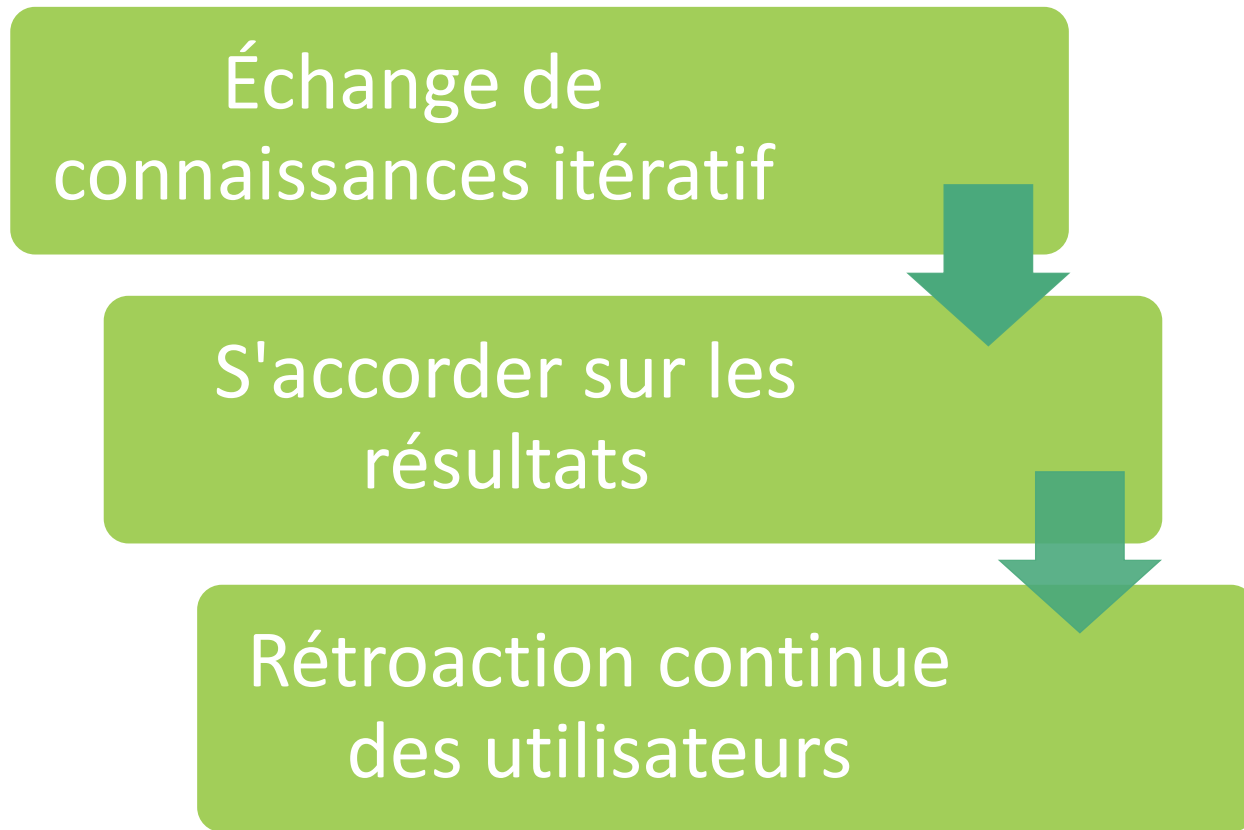 Échange de
connaissances itératif
S'accorder sur les
résultats
Rétroaction continue
des utilisateurs